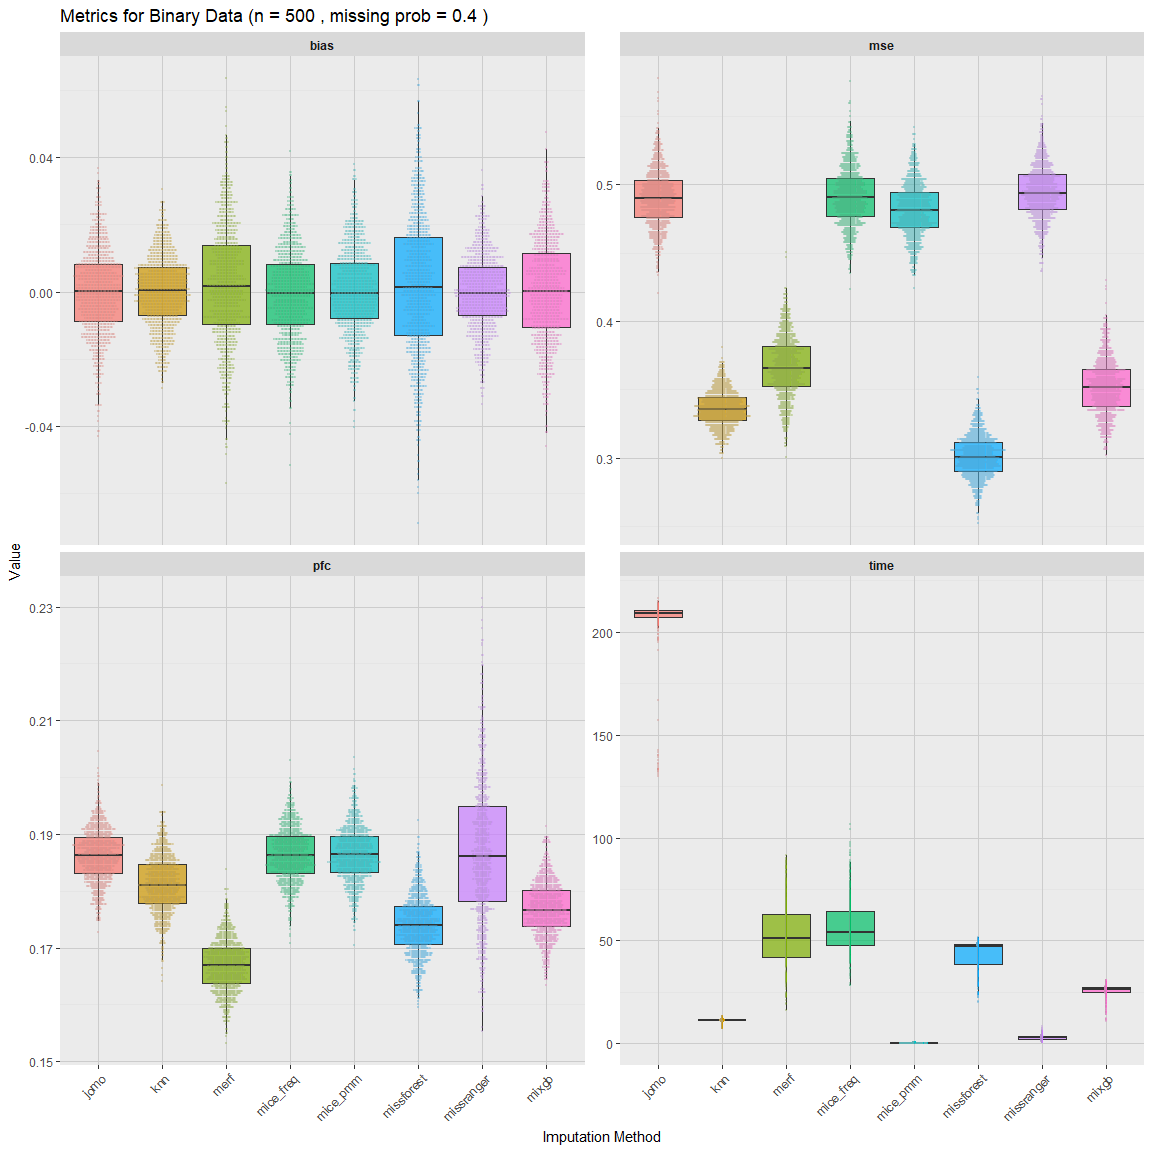 Metrics for Binary Data (n = 500 , missing prob = 0.4 )
bias
mse
0.04
0.00
-0.04
0.5
0.4
0.3
Value
pfc
time
0.23
0.21
0.19
0.17
0.15
200
150
100
50
0
jomo
knn
merf
mice_freq
mice_pmm
missforest
missranger
mixgb
jomo
knn
merf
mice_freq
mice_pmm
missforest
missranger
mixgb
Imputation Method